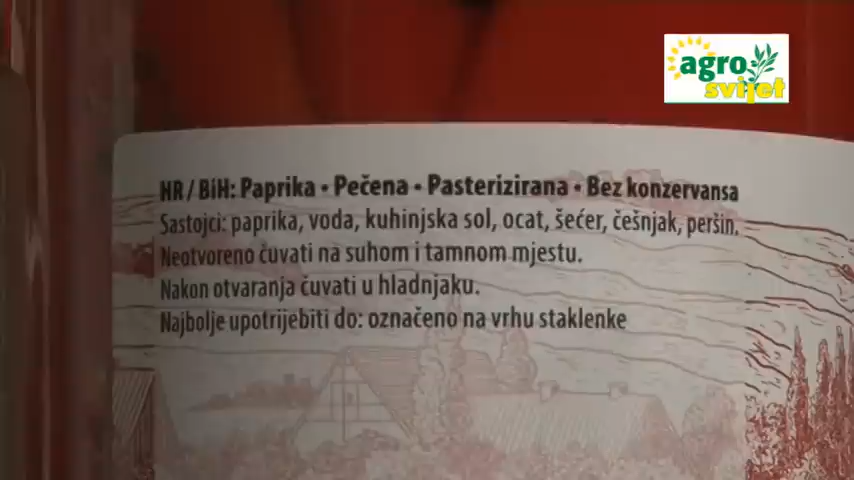 agro
svijet
HR / BiH: Paprika • Pečena • Pasterizirana • Bez konzervansa
Sastojci: paprika, voda, kuhinjska sol, ocat, šećer, češnjak, peršin.
Neotvoreno čuvati na suhom i tamnom mjestu.
Nakon otvaranja čuvati u hladnjaku.
Najbolje upotrijebiti do: označeno na vrhu staklenke